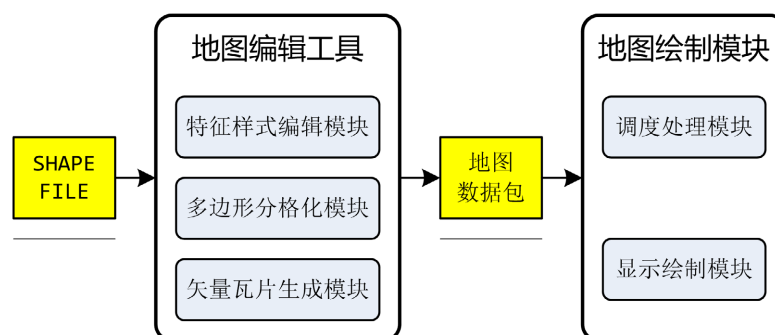 地图编辑工具
特征样式编辑模块
多边形分格化模块
矢量瓦片生成模块
SHAPE
FILE
地图
数据包
地图绘制模块
调度处理模块
显示绘制模块